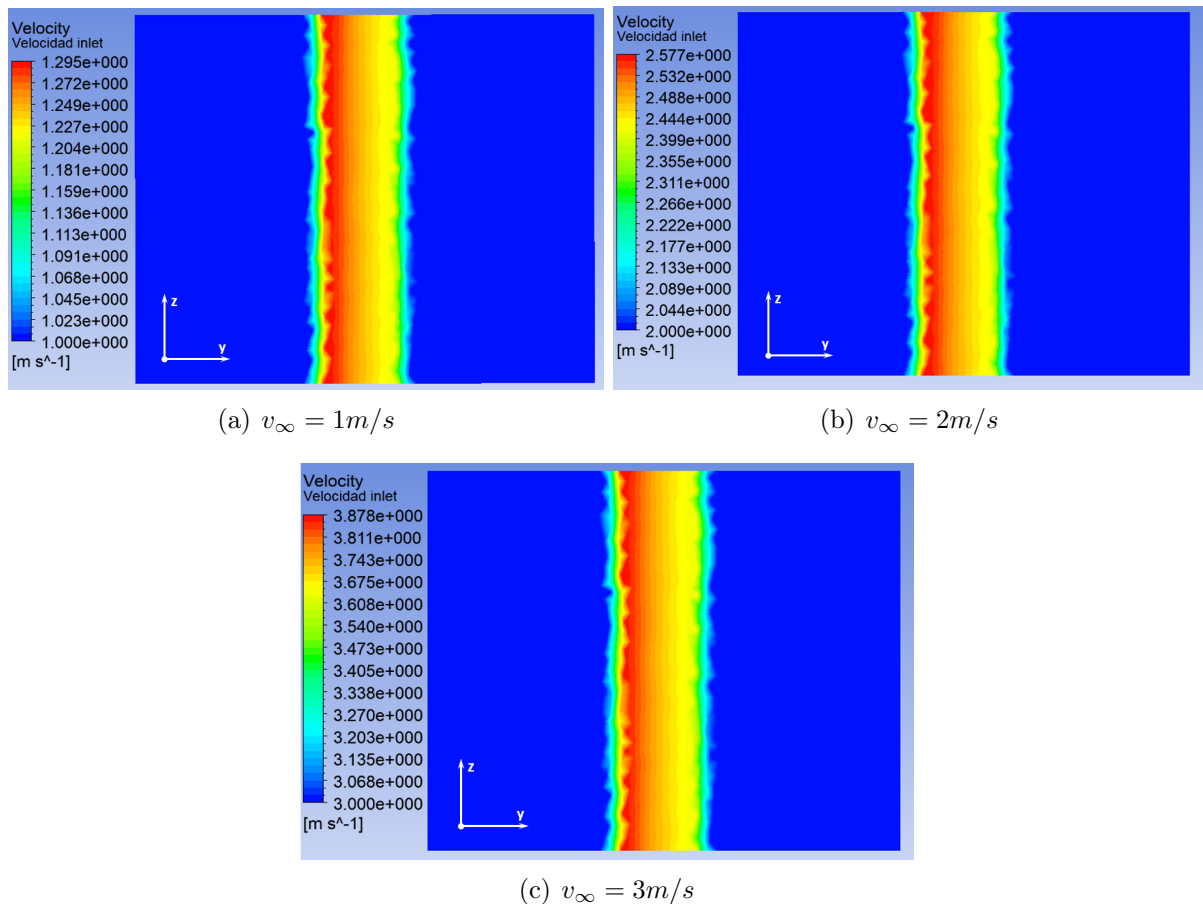 Velocity
Velocidad inlet
1.295e+000
1.272e+000
1.249e+000
1.227e+000
1.204e+000
1.181e+000
1.159e+000
1.136e+000
1.113e+000
1.091e+000
1.068e+000
1.045e+000
1.023e+000
1.000e+000
[m s^-1]
z
y
(a) v∞ = 1m/s
Velocity
Velocidad inlet
2.577e+000
2.532e+000
2.488e+000
2.444e+000
2.399e+000
2.355e+000
2.311e+000
2.266e+000
2.222e+000
2.177e+000
2.133e+000
2.089e+000
2.044e+000
2.000e+000
[m s^-1]
z
y
(b) v∞ = 2m/s
Velocity
Velocidad inlet
3.878e+000
3.811e+000
3.743e+000
3.675e+000
3.608e+000
3.540e+000
3.473e+000
3.405e+000
3.338e+000
3.270e+000
3.203e+000
3.135e+000
3.068e+000
3.000e+000
[m s^-1]
z
y
(c) v∞ = 3m/s